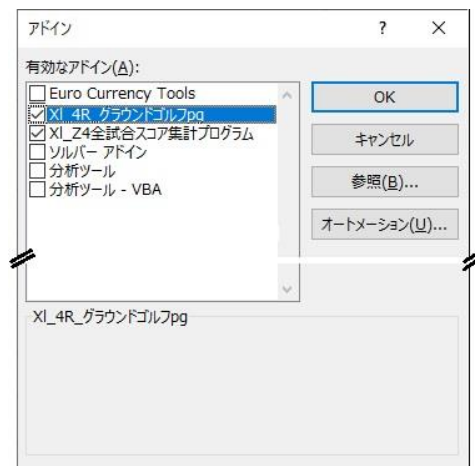 アドイン
有効なアドイン(A):
Euro Currency Tools
Xl_4R_グラウンドゴルフpg
Xl_Z4全試合スコア集計プログラム
ソルバー アドイン
分析ツール
分析ツール - VBA
OK
キャンセル
参照(B)...
オートメーション(U)...
Xl_4R_グラウンドゴルフpg